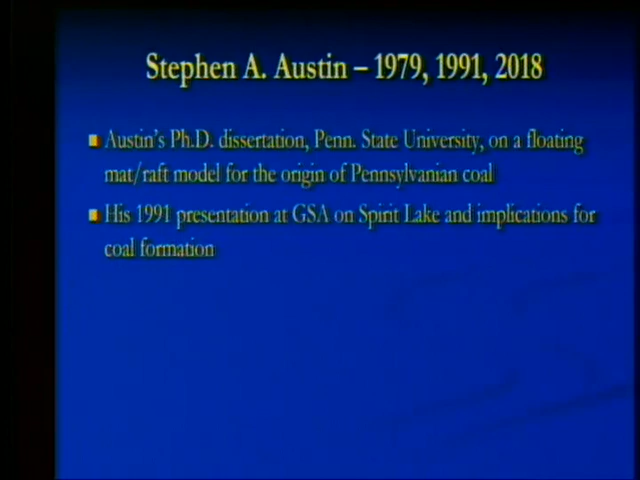 Stephen A. Austin – 1979, 1991, 2018
Austin's Ph.D. dissertation, Penn. State University, on a floating
mat/raft model for the origin of Pennsylvanian coal
His 1991 presentation at GSA on Spirit Lake and implications for
coal formation